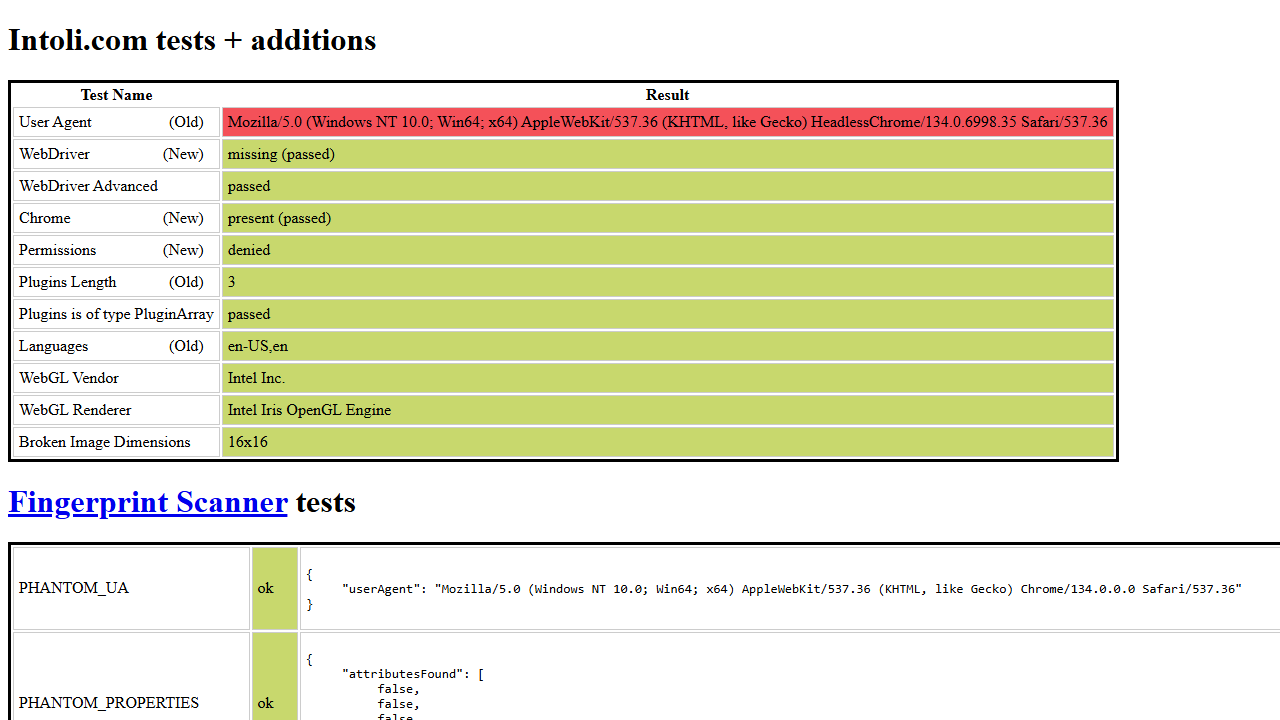 Intoli.com tests + additions
Test Name Result
User Agent (Old) Mozilla/5.0 (Windows NT 10.0; Win64; x64) AppleWebKit/537.36 (KHTML, like Gecko) HeadlessChrome/134.0.6998.35 Safari/537.36
WebDriver (New) missing (passed)
WebDriver Advanced passed
Chrome (New) present (passed)
Permissions (New) denied
Plugins Length (Old) 3
Plugins is of type PluginArray passed
Languages (Old) en-US,en
WebGL Vendor Intel Inc.
WebGL Renderer Intel Iris OpenGL Engine
Broken Image Dimensions 16x16
Fingerprint Scanner tests
{
PHANTOM_UA ok "userAgent": "Mozilla/5.0 (Windows NT 10.0; Win64; x64) AppleWebKit/537.36 (KHTML, like Gecko) Chrome/134.0.0.0 Safari/537.36"
}
{
"attributesFound": [
false,
PHANTOM_PROPERTIES ok false,
false